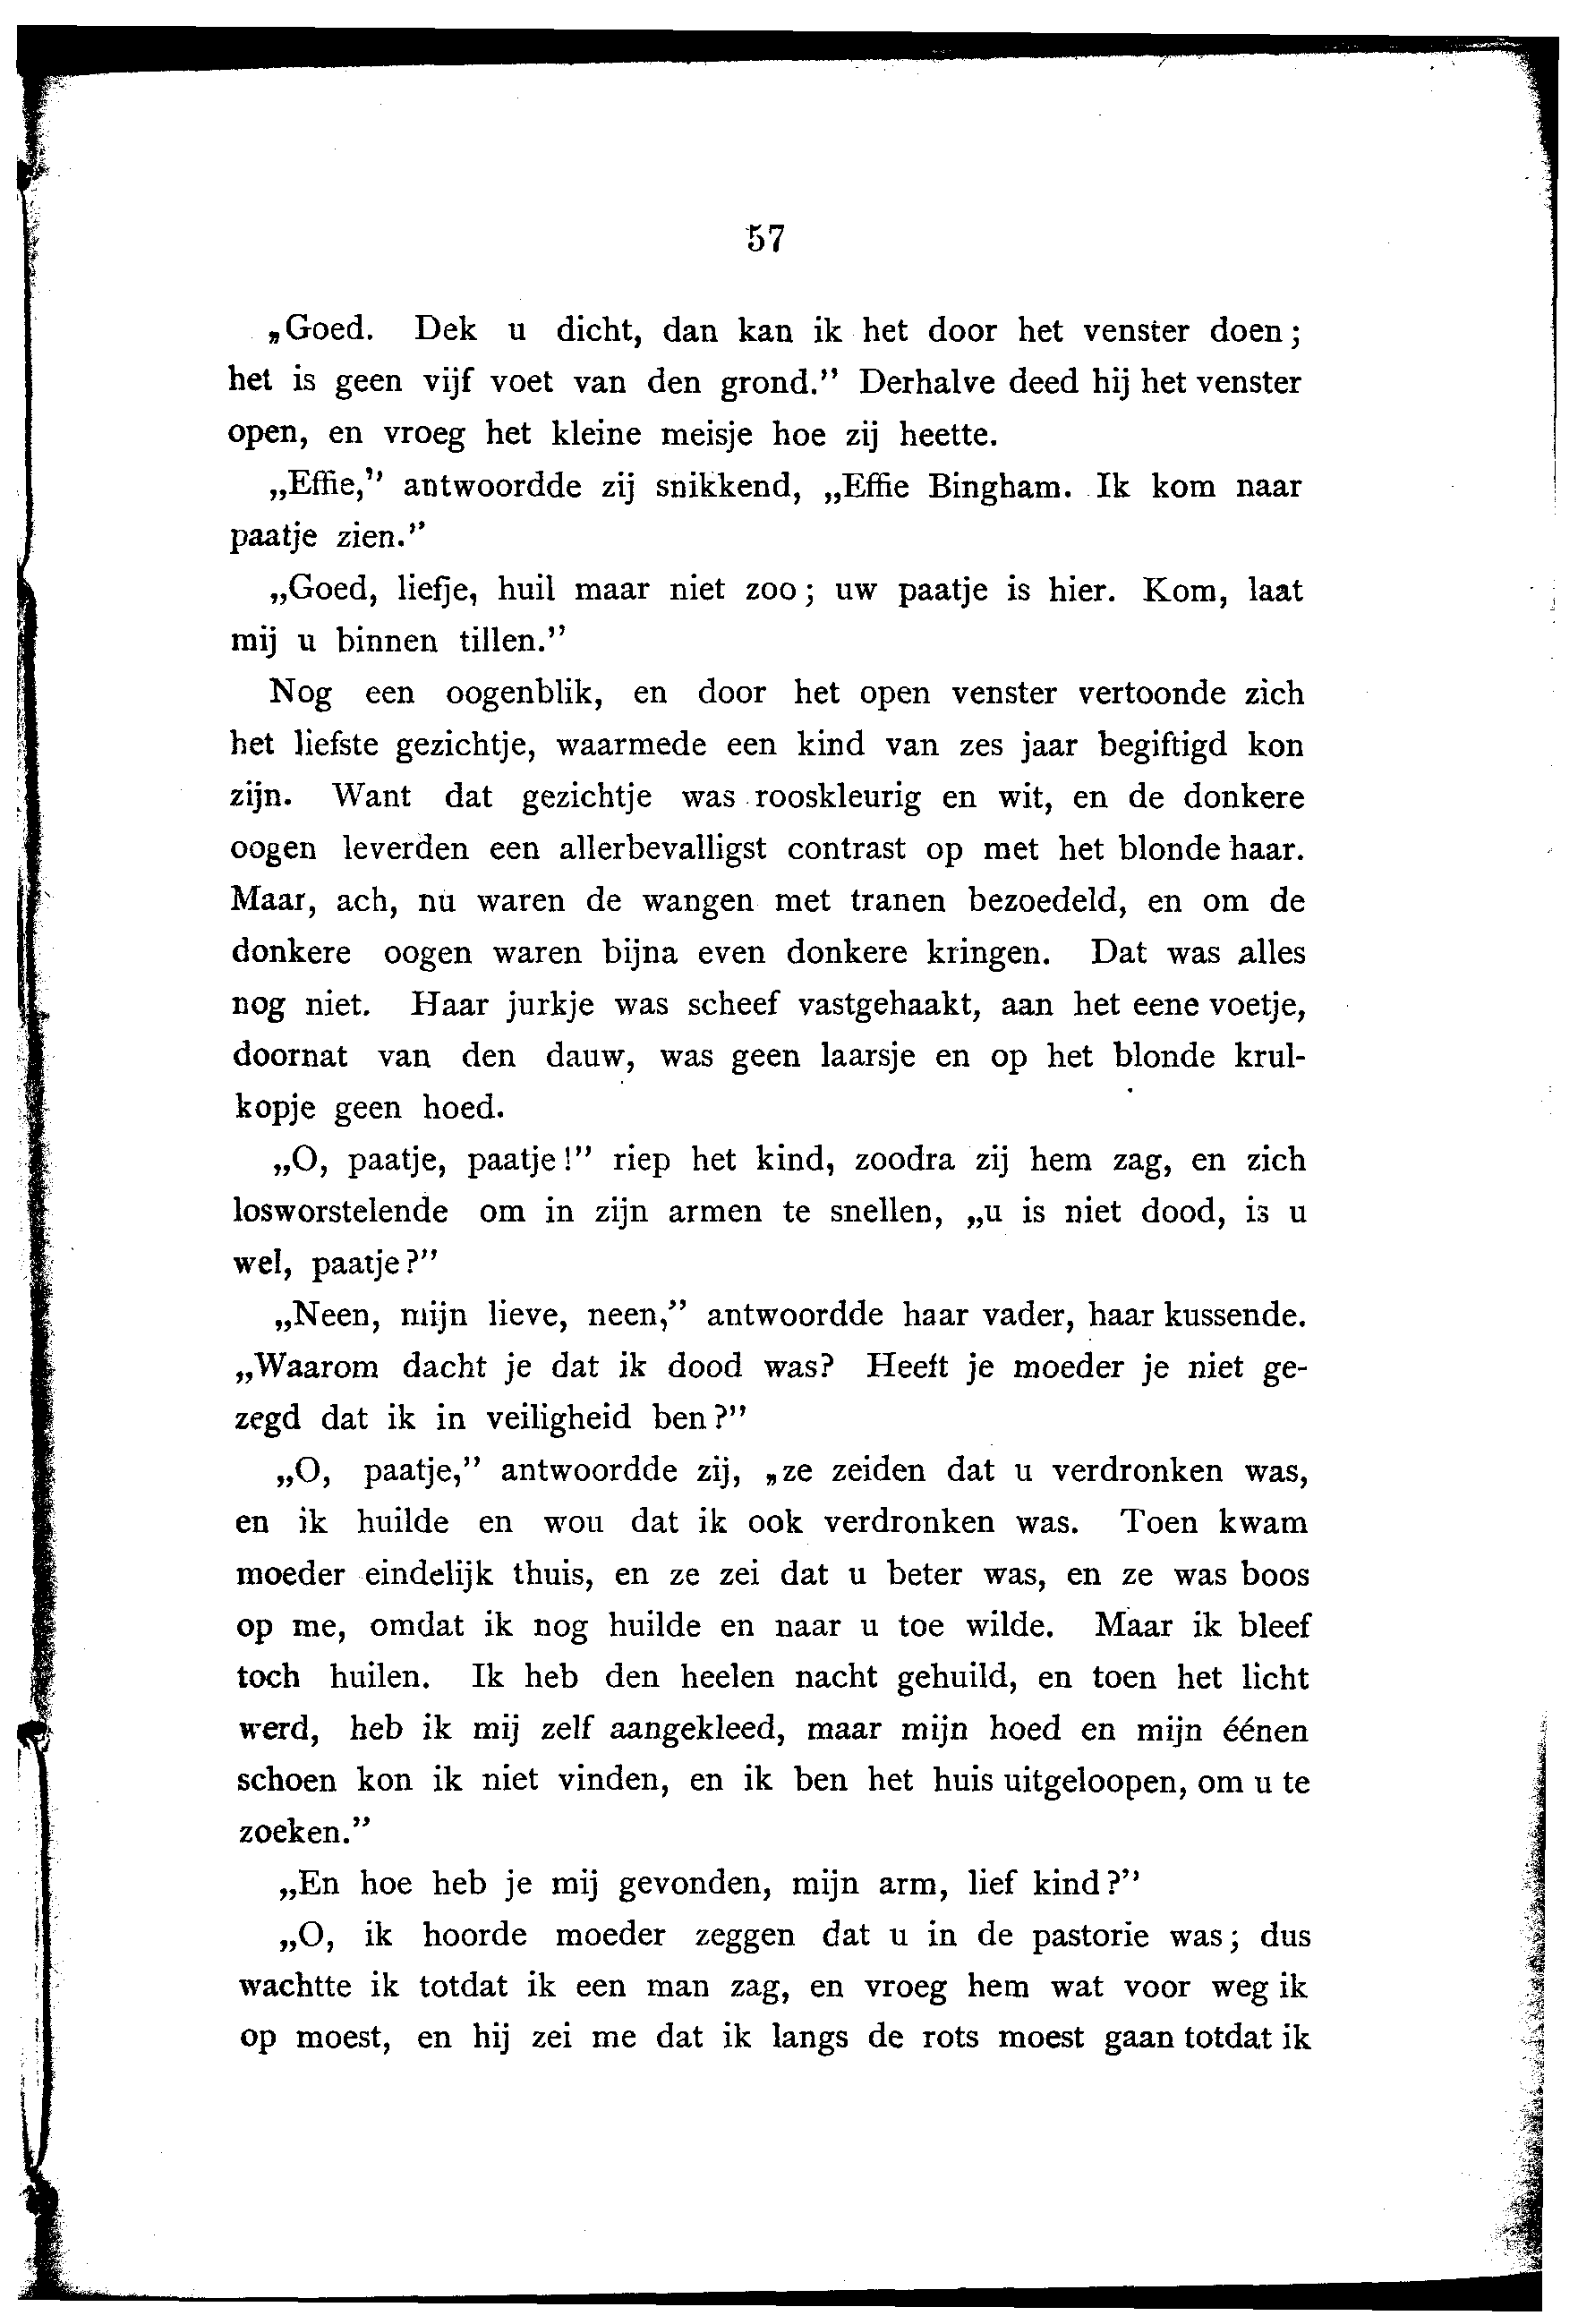 57
„Goed. Dek u dicht, dan kan ik het door het venster doen;
het is geen vijf voet van den grond.” Derhalve deed hij het venster
open, en vroeg het kleine meisje hoe zij heette.
„Effie,” antwoordde zij snikkend, „Effie Bingham. Ik kom naar
paatje zien.”
„Goed, liefje, huil maar niet zoo; uw paatje is hier. Kom, laat
mij u binnen tillen.”
Nog een oogenblik, en door het open venster vertoonde zich
het liefste gezichtje, waarmede een kind van zes jaar begiftigd kon
zijn. Want dat gezichtje was rooskleurig en wit, en de donkere
oogen leverden een allerbevalligst contrast op met het blonde haar.
Maar, ach, nu waren de wangen met tranen bezoedeld, en om de
donkere oogen waren bijna even donkere kringen. Dat was alles
nog niet. Haar jurkje was scheef vastgehaakt, aan het eene voetje,
doornat van den dauw, was geen laarsje en op het blonde krul-
kopje geen hoed.
„O, paatje, paatje!” riep het kind, zoodra zij hem zag, en zich
losworstelende om in zijn armen te snellen, „u is niet dood, is u
wel, paatje?”
„Neen, mijn lieve, neen,” antwoordde haar vader, haar kussende.
„Waarom dacht je dat ik dood was? Heeft je moeder je niet ge-
zegd dat ik in veiligheid ben?”
„O, paatje,” antwoordde zij, „ze zeiden dat u verdronken was,
en ik huilde en wou dat ik ook verdronken was. Toen kwam
moeder eindelijk thuis, en ze zei dat u beter was, en ze was boos
op me, omdat ik nog huilde en naar u toe wilde. Maar ik bleef
toch huilen. Ik heb den heelen nacht gehuild, en toen het licht
werd, heb ik mij zelf aangekleed, maar mijn hoed en mijn éénen
schoen kon ik niet vinden, en ik ben het huis uitgeloopen, om u te
zoeken.”
„En hoe heb je mij gevonden, mijn arm, lief kind?”
„O, ik hoorde moeder zeggen dat u in de pastorie was; dus
wachtte ik totdat ik een man zag, en vroeg hem wat voor weg ik
op moest, en hij zei me dat ik langs de rots moest gaan totdat ik